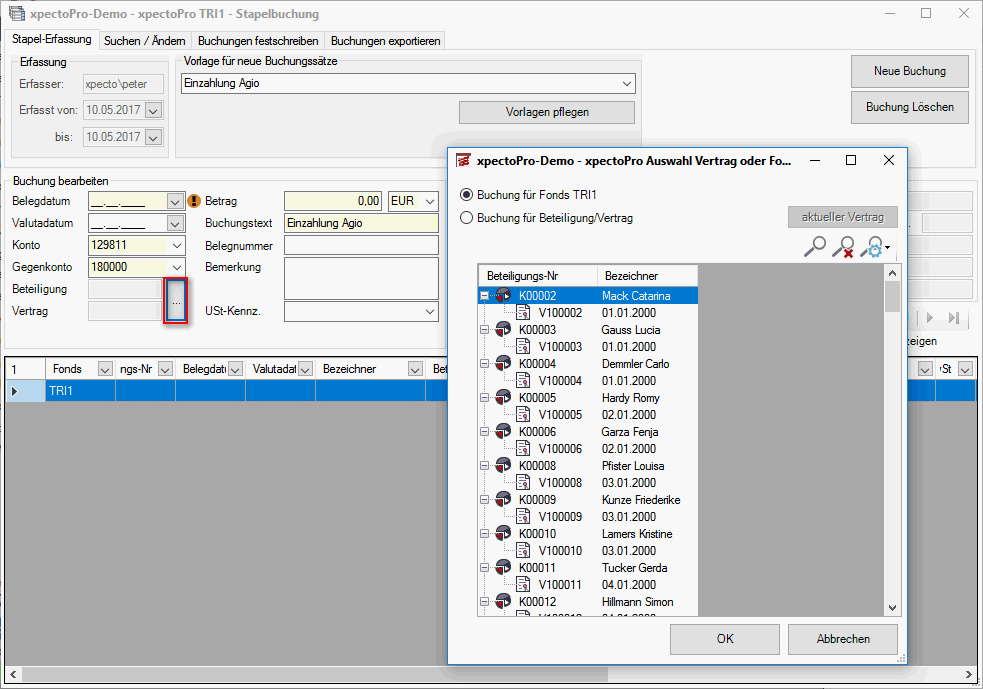 xpectoPro-Demo - xpectoPro TRI1 - Stapelbuchung
Stapel-Erfassung Suchen / Ändern Buchungen festschreiben Buchungen exportieren
Erfassung
Erfasser: xpecto\peter
Erfasst von: 10.05.2017
bis: 10.05.2017
Vorlage für neue Buchungssätze
Einzahlung Agio
Vorlagen pflegen
Neue Buchung
Buchung Löschen
Buchung bearbeiten
Belegdatum __.__.____ Betrag 0,00 EUR
Valutadatum __.__.____ Buchungstext Einzahlung Agio
Konto 129811 Belegnummer
Gegenkonto 180000 Bemerkung
Beteiligung ...
Vertrag USt-Kennz.
zeigen
1 Fonds ngs-Nr Belegdatu Valutadat Bezeichner Bet St
TRI1
xpectoPro-Demo - xpectoPro Auswahl Vertrag oder Fo...
Buchung für Fonds TRI1
Buchung für Beteiligung/Vertrag
aktueller Vertrag
Beteiligungs-Nr Bezeichner
K00002 Mack Catarina
V100002 01.01.2000
K00003 Gauss Lucia
V100003 01.01.2000
K00004 Demmler Carlo
V100004 01.01.2000
K00005 Hardy Romy
V100005 02.01.2000
K00006 Garza Fenja
V100006 02.01.2000
K00008 Pfister Louisa
V100008 03.01.2000
K00009 Kunze Friederike
V100009 03.01.2000
K00010 Lamers Kristine
V100010 03.01.2000
K00011 Tucker Gerda
V100011 04.01.2000
K00012 Hillmann Simon
OK Abbrechen